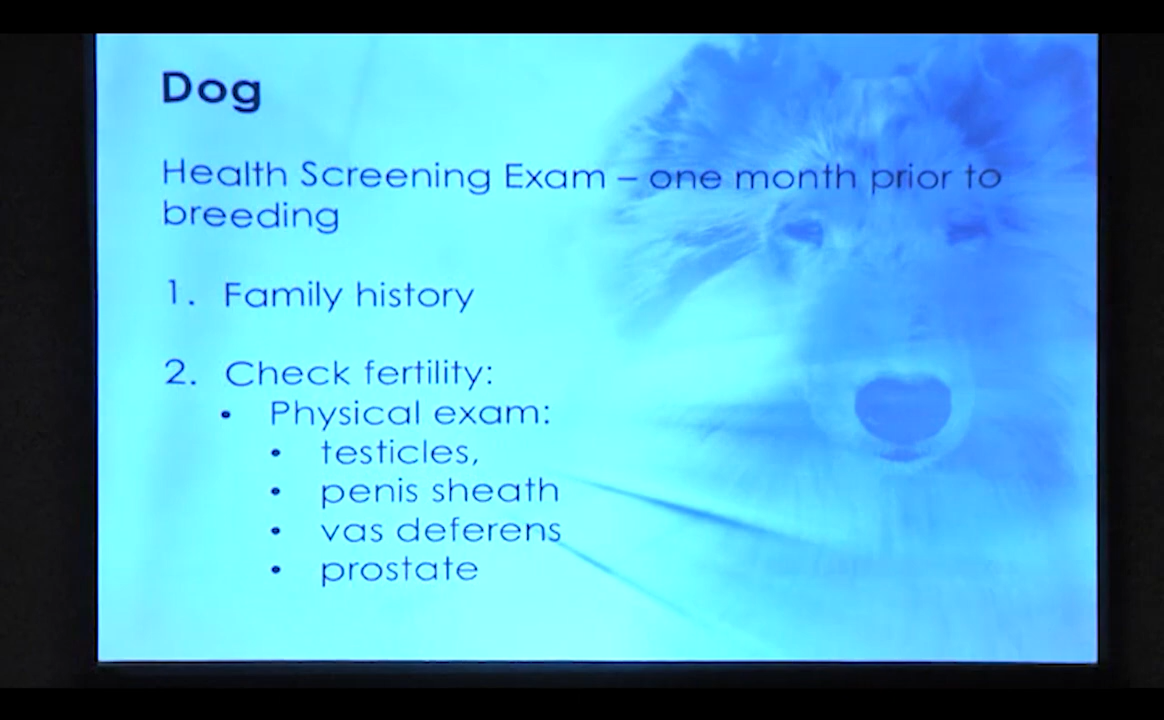 Dog
Health Screening Exam – one month prior to
breeding
1. Family history
2. Check fertility:
• Physical exam:
• testicles,
• penis sheath
• vas deferens
• prostate